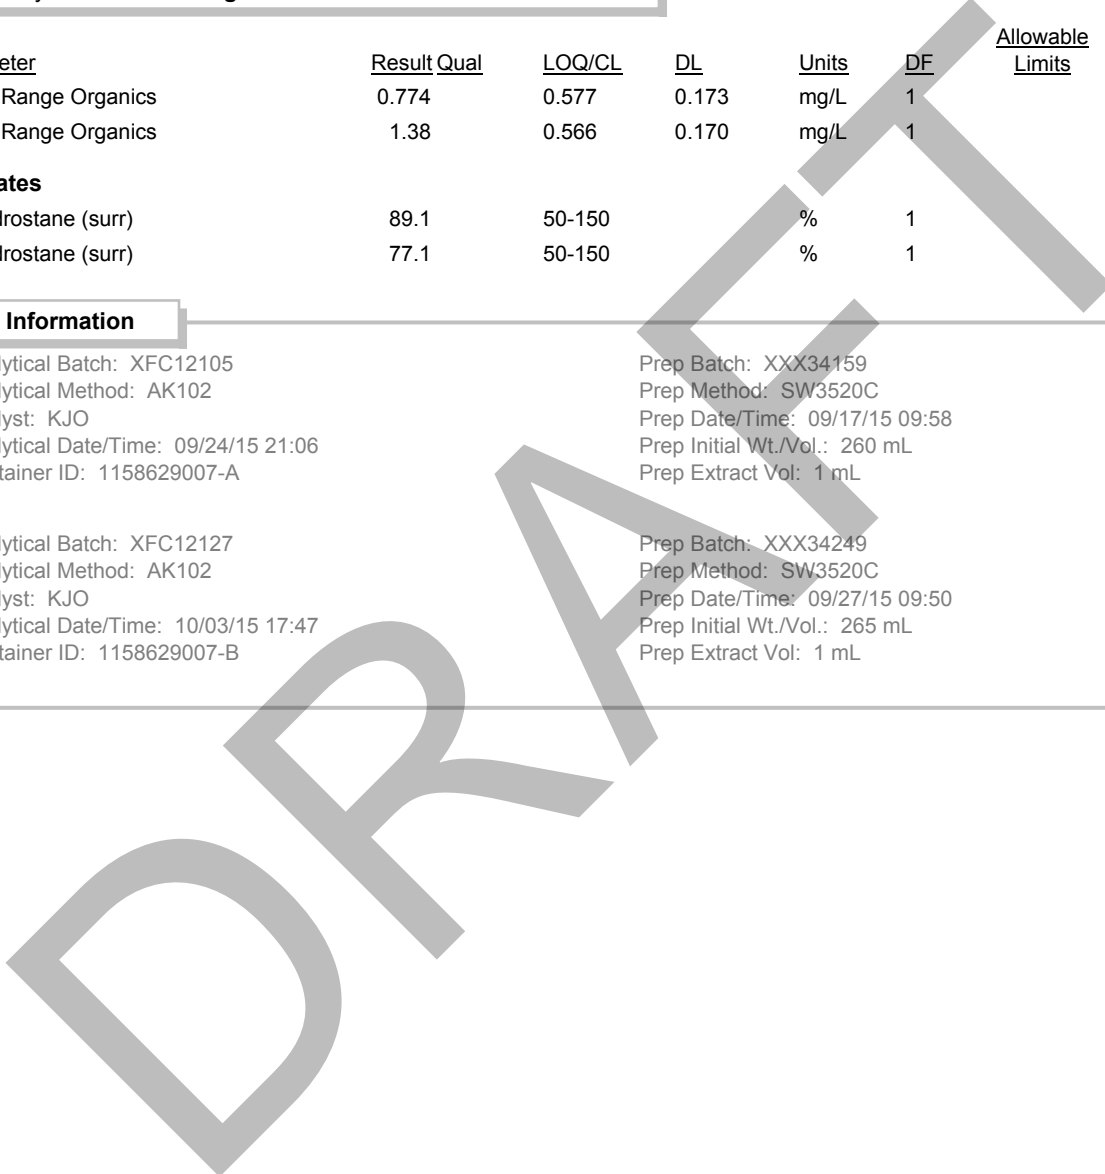 Allowable
eter Result Qual LOQ/CL DL Units DF Limits
Range Organics 0.774 0.577 0.173 mg/L 1
Range Organics 1.38 0.566 0.170 mg/L 1
ates
drostane (surr) 89.1 50-150 % 1
drostane (surr) 77.1 50-150 % 1
Information
lytical Batch: XFC12105 Prep Batch: XXX34159
lytical Method: AK102 Prep Method: SW3520C
lyst: KJO Prep Date/Time: 09/17/15 09:58
lytical Date/Time: 09/24/15 21:06 Prep Initial Wt./Vol.: 260 mL
tainer ID: 1158629007-A Prep Extract Vol: 1 mL
lytical Batch: XFC12127 Prep Batch: XXX34249
lytical Method: AK102 Prep Method: SW3520C
lyst: KJO Prep Date/Time: 09/27/15 09:50
lytical Date/Time: 10/03/15 17:47 Prep Initial Wt./Vol.: 265 mL
tainer ID: 1158629007-B Prep Extract Vol: 1 mL
DRAFT